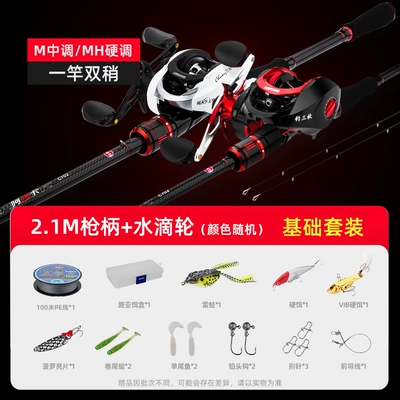 M中调/MH硬调
一竿双稍
钓三秋
2.1M枪柄+水滴轮（颜色随机） 基础套装
100米PE线*1 路亚饵盒*1 雷蛙*1 硬饵*1 VIB硬饵*1
菠萝亮片*1 卷尾蛆*2 单尾鱼*2 铅头钩*2 别针*3 前导线*1
赠品因批次不同，可能会存在差异，请以实物为准